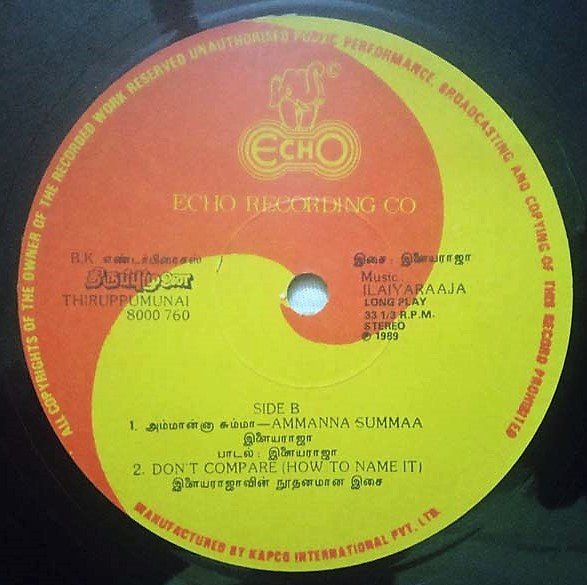 ALL COPYRIGHTS OF THE OWNER OF THE RECORDED WORK RESERVED UNAUTHORISED PUBLIC PERFORMANCE. BROADCASTING AND COPYING OF THIS RECORD PROHIBITED
©
ECHO
ECHO RECORDING CO
B.K. எண்டர்பிரைசஸ்
திருப்புமுனை
THIRUPPUMUNAI
8000 760
இசை : இளையராஜா
Music :
ILAIYARAAJA
LONG PLAY
33 1/3 R.P.M.
STEREO
℗ 1989
SIDE B
1. அம்மான்னா சும்மா—AMMANNA SUMMAA
இளையராஜா
பாடல் : இளையராஜா
2. DON'T COMPARE (HOW TO NAME IT)
இளையராஜாவின் நூதனமான இசை
MANUFACTURED BY KAPCO INTERNATIONAL PVT. LTD.